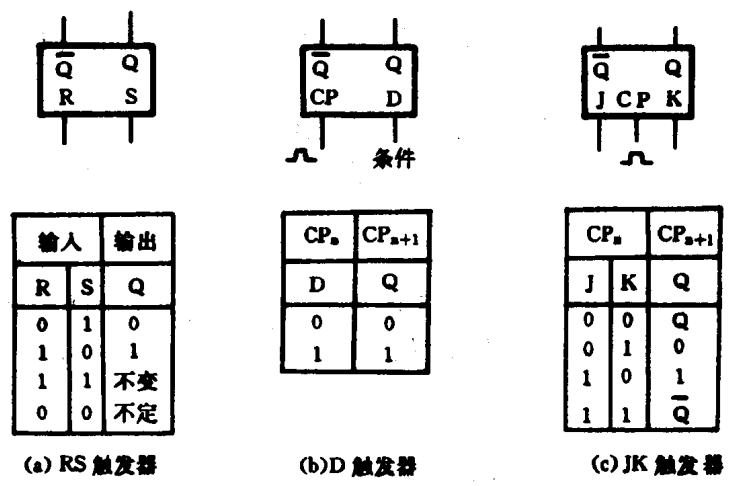 Q̅ Q
R S
Q̅ Q
CP D
条件
Q̅ Q
J CP K
输入 输出
R S Q
0 1 0
1 0 1
1 1 不变
0 0 不定
CPₙ CPₙ₊₁
D Q
0 0
1 1
CPₙ CPₙ₊₁
J K Q
0 0 Q
0 1 0
1 0 1
1 1 Q̅
(a) RS 触发器
(b)D 触发器
(c) JK 触发器